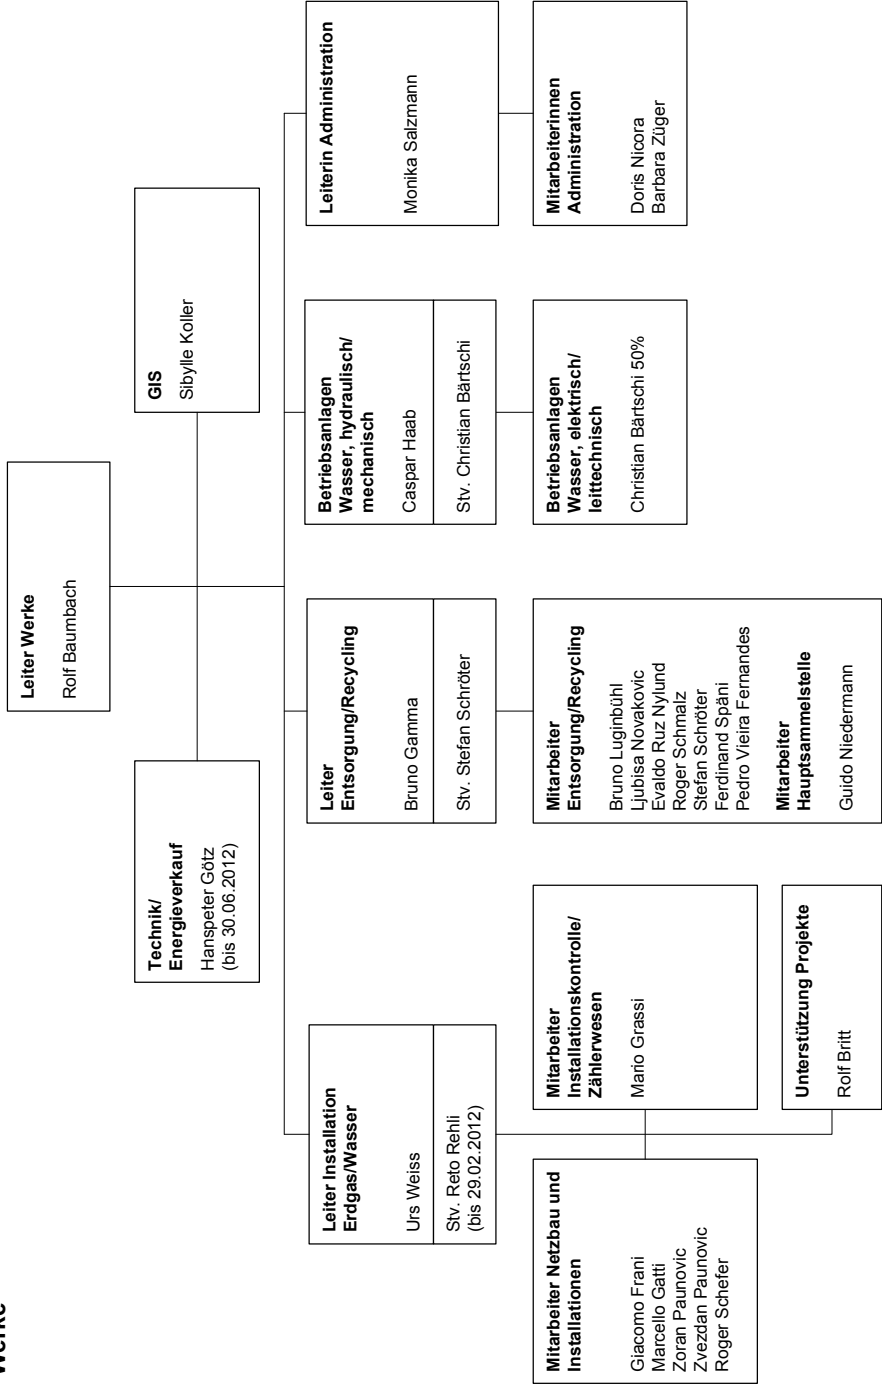 Werke
Leiter Werke
Rolf Baumbach
Technik/
Energieverkauf
Hanspeter Götz
(bis 30.06.2012)
GIS
Sibylle Koller
Leiter Installation
Erdgas/Wasser
Urs Weiss
Stv. Reto Rehli
(bis 29.02.2012)
Leiter
Entsorgung/Recycling
Bruno Gamma
Stv. Stefan Schröter
Betriebsanlagen
Wasser, hydraulisch/
mechanisch
Caspar Haab
Stv. Christian Bärtschi
Leiterin Administration
Monika Salzmann
Mitarbeiter Netzbau und
Installationen
Giacomo Frani
Marcello Gatti
Zoran Paunovic
Zvezdan Paunovic
Roger Schefer
Mitarbeiter
Installationskontrolle/
Zählerwesen
Mario Grassi
Unterstützung Projekte
Rolf Britt
Mitarbeiter
Entsorgung/Recycling
Bruno Luginbühl
Ljubisa Novakovic
Evaldo Ruz Nylund
Roger Schmalz
Stefan Schröter
Ferdinand Späni
Pedro Vieira Fernandes
Mitarbeiter
Hauptsammelstelle
Guido Niedermann
Betriebsanlagen
Wasser, elektrisch/
leittechnisch
Christian Bärtschi 50%
Mitarbeiterinnen
Administration
Doris Nicora
Barbara Züger